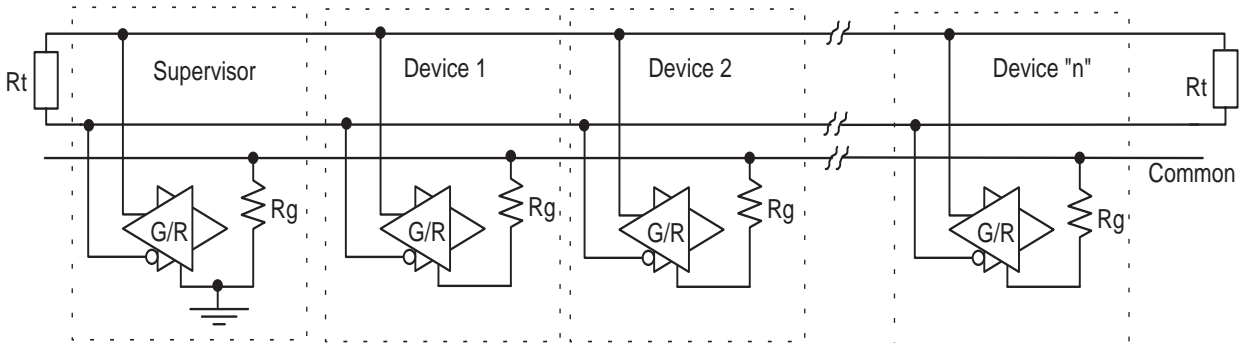 Rt
Supervisor
Device 1
Device 2
Device "n"
Rt
Common
G/R
Rg
G/R
Rg
G/R
Rg
G/R
Rg